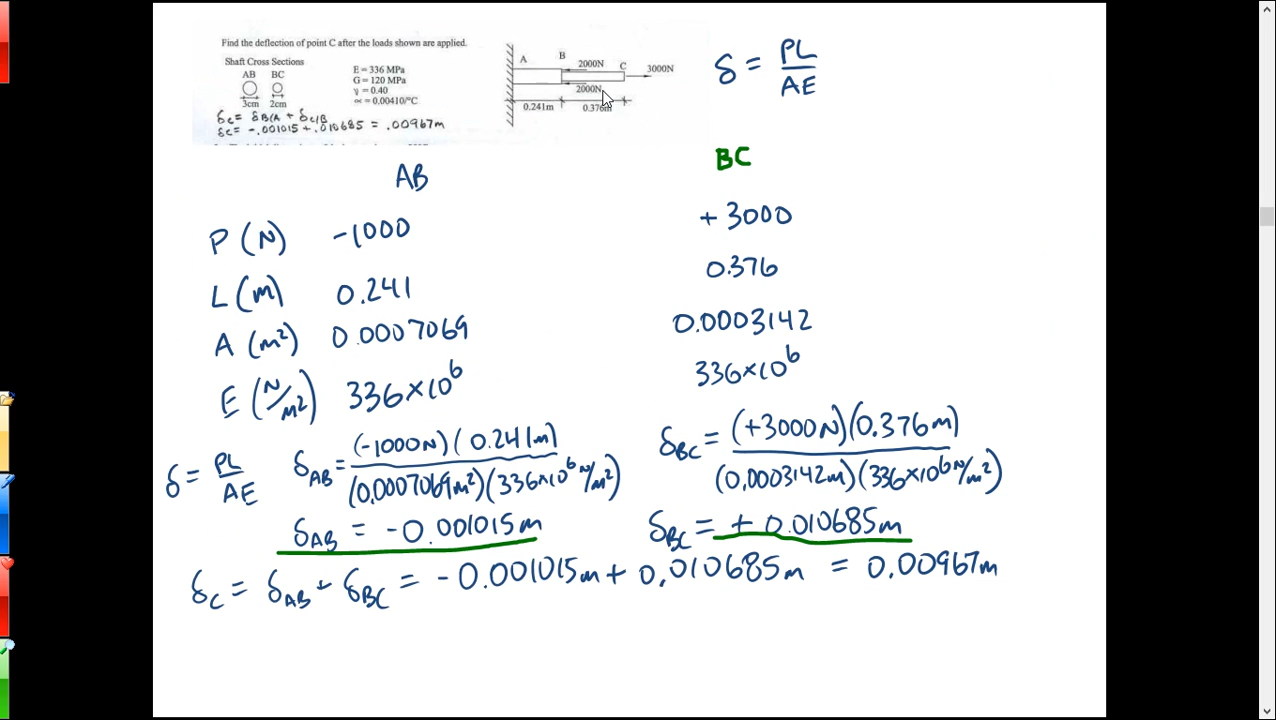 Find the deflection of point C after the loads shown are applied.
Shaft Cross Sections
AB BC
3cm 2cm
E = 336 MPa
G = 120 MPa
γ = 0.40
∝ = 0.00410/°C
A B 2000N C 3000N
2000N
0.241m 0.376m
δc = δB/A + δC/B
δc = -.001015 + .010685 = .00967m
δ = PL/AE
AB BC
P (N) -1000 +3000
L (m) 0.241 0.376
A (m²) 0.0007069 0.0003142
E (N/m²) 336×10⁶ 336×10⁶
δ = PL/AE δAB = (-1000N)(0.241m)/(0.0007069m²)(336×10⁶ N/m²) δBC = (+3000N)(0.376m)/(0.0003142m)(336×10⁶ N/m²)
δAB = -0.001015m δBC = +0.010685m
δC = δAB + δBC = -0.001015m + 0.010685m = 0.00967m